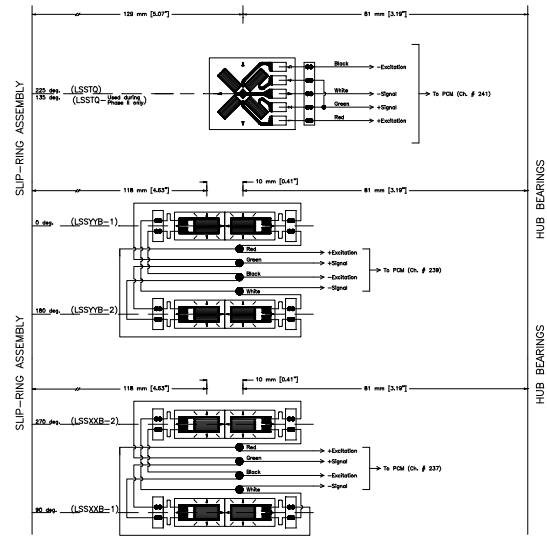 129 mm [5.07"]
81 mm [3.19"]
SLIP-RING ASSEMBLY
HUB BEARINGS
225 deg. (LSSTQ)
135 deg. (LSSTQ-Used during Phase II only)
Black
-Excitation
White
-Signal
Green
+Signal
Red
+Excitation
To PCM (Ch. # 241)
118 mm [4.63"]
10 mm [0.41"]
81 mm [3.19"]
0 deg. (LSSYYB-1)
Red
+Excitation
Green
+Signal
Black
-Excitation
White
-Signal
To PCM (Ch. # 239)
180 deg. (LSSYYB-2)
SLIP-RING ASSEMBLY
HUB BEARINGS
118 mm [4.63"]
10 mm [0.41"]
81 mm [3.19"]
270 deg. (LSSXXB-2)
Red
+Excitation
Green
+Signal
Black
-Excitation
White
-Signal
To PCM (Ch. # 237)
90 deg. (LSSXXB-1)